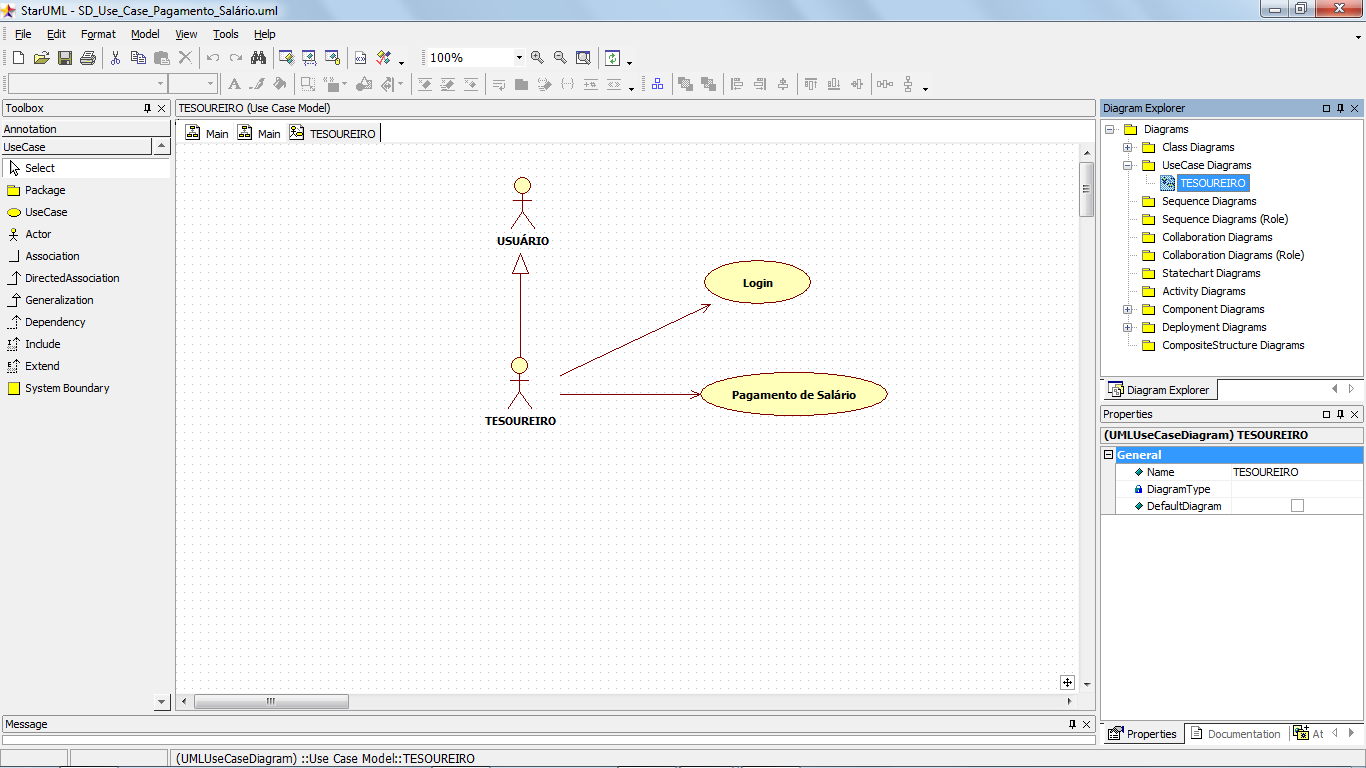 StarUML - SD_Use_Case_Pagamento_Salário.uml
File Edit Format Model View Tools Help
100%
Toolbox
Annotation
UseCase
Select
Package
UseCase
Actor
Association
DirectedAssociation
Generalization
Dependency
Include
Extend
System Boundary
TESOUREIRO (Use Case Model)
Main Main TESOUREIRO
USUÁRIO
Login
Pagamento de Salário
TESOUREIRO
Diagram Explorer
Diagrams
Class Diagrams
UseCase Diagrams
TESOUREIRO
Sequence Diagrams
Sequence Diagrams (Role)
Collaboration Diagrams
Collaboration Diagrams (Role)
Statechart Diagrams
Activity Diagrams
Component Diagrams
Deployment Diagrams
CompositeStructure Diagrams
Diagram Explorer
Properties
(UMLUseCaseDiagram) TESOUREIRO
General
Name TESOUREIRO
DiagramType
DefaultDiagram
Properties Documentation At
Message
(UMLUseCaseDiagram) ::Use Case Model::TESOUREIRO